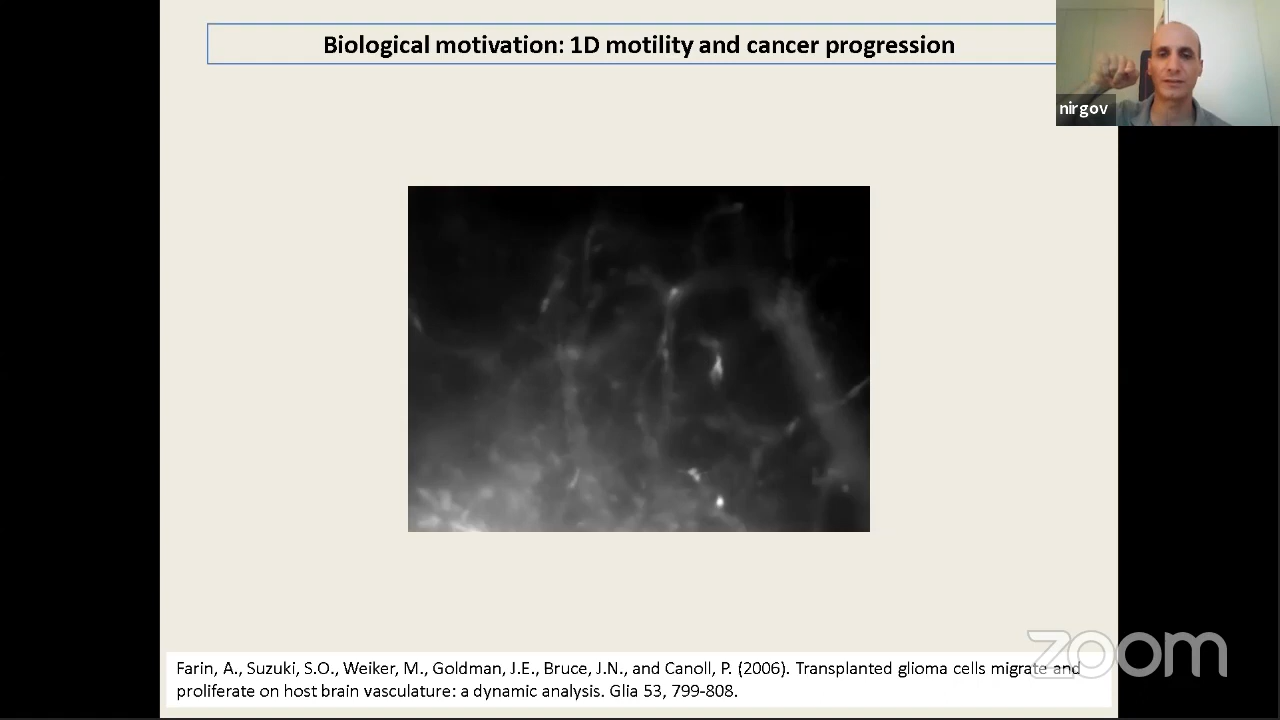 Biological motivation: 1D motility and cancer progression
nirgov
Farin, A., Suzuki, S.O., Weiker, M., Goldman, J.E., Bruce, J.N., and Canoll, P. (2006). Transplanted glioma cells migrate and
proliferate on host brain vasculature: a dynamic analysis. Glia 53, 799-808.
zoom